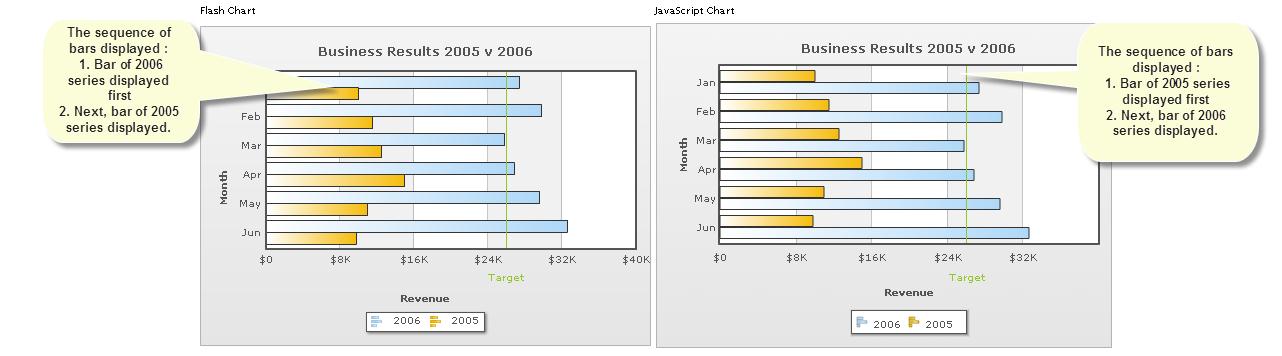 Flash Chart
The sequence of
bars displayed :
1. Bar of 2006
series displayed
first
2. Next, bar of 2005
series displayed.
Business Results 2005 v 2006
Month
Feb
Mar
Apr
May
Jun
$0 $8K $16K $24K $32K $40K
Target
Revenue
2006 2005
JavaScript Chart
Business Results 2005 v 2006
The sequence of bars
displayed :
1. Bar of 2005 series
displayed first
2. Next, bar of 2006
series displayed.
Month
Jan
Feb
Mar
Apr
May
Jun
$0 $8K $16K $24K $32K
Target
Revenue
2006 2005